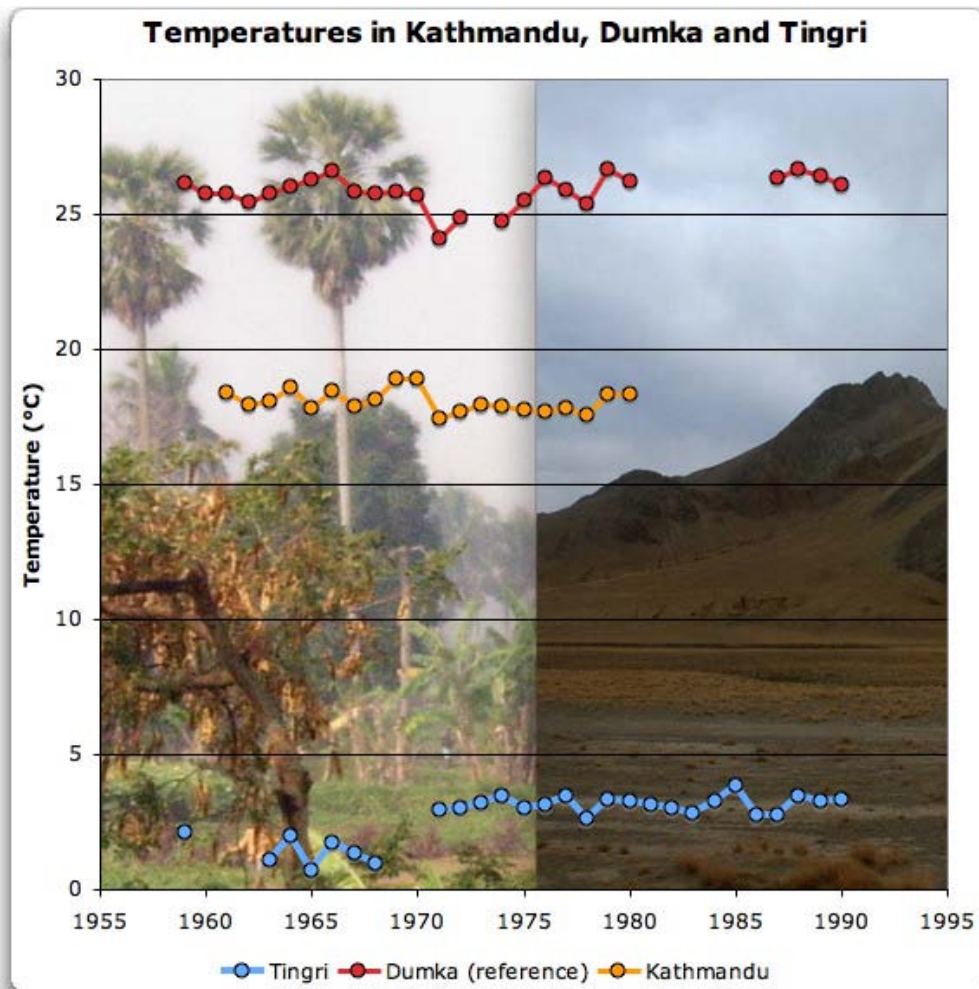 Temperatures in Kathmandu, Dumka and Tingri
30
25
20
15
10
5
0
Temperature (°C)
1955 1960 1965 1970 1975 1980 1985 1990 1995
Tingri Dumka (reference) Kathmandu